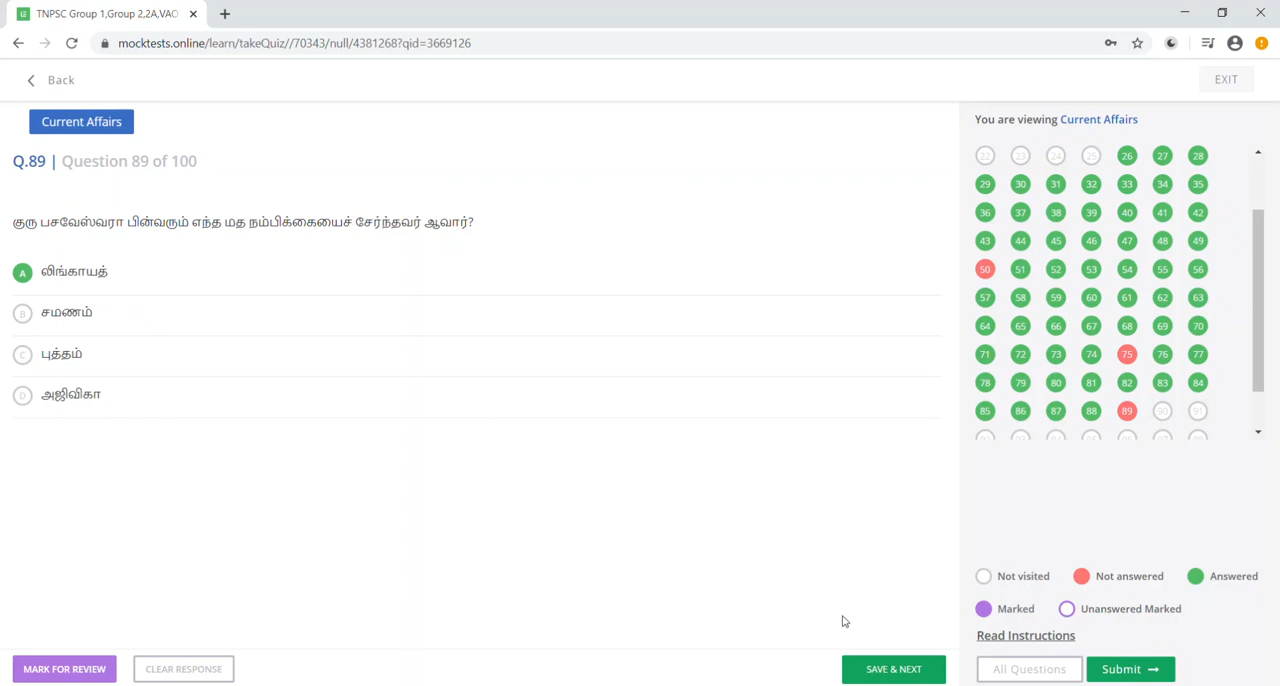 TNPSC Group 1,Group 2,2A,VAO
mocktests.online/learn/takeQuiz//70343/null/4381268?qid=3669126
Back
EXIT
Current Affairs
Q.89 | Question 89 of 100
குரு பசவேஸ்வரா பின்வரும் எந்த மத நம்பிக்கையைச் சேர்ந்தவர் ஆவார்?
A லிங்காயத்
B சமணம்
C புத்தம்
D அஜிவிகா
MARK FOR REVIEW
CLEAR RESPONSE
SAVE & NEXT
You are viewing Current Affairs
22 23 24 25 26 27 28
29 30 31 32 33 34 35
36 37 38 39 40 41 42
43 44 45 46 47 48 49
50 51 52 53 54 55 56
57 58 59 60 61 62 63
64 65 66 67 68 69 70
71 72 73 74 75 76 77
78 79 80 81 82 83 84
85 86 87 88 89 90 91
Not visited Not answered Answered
Marked Unanswered Marked
Read Instructions
All Questions Submit →